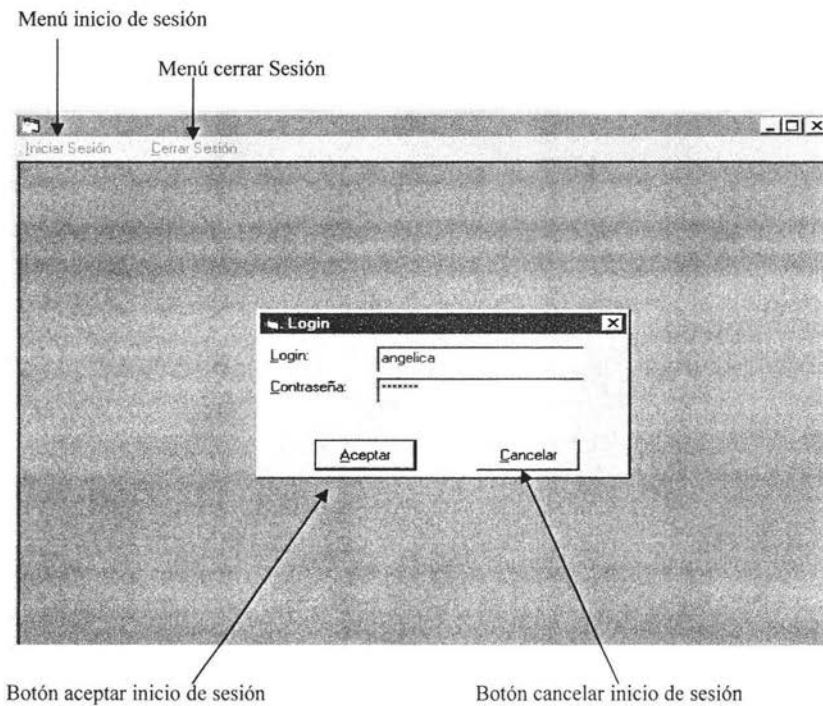 Menú inicio de sesión
Menú cerrar Sesión
Iniciar Sesión Cerrar Sesión
Login
Login: angelica
Contraseña: *******
Aceptar Cancelar
Botón aceptar inicio de sesión
Botón cancelar inicio de sesión